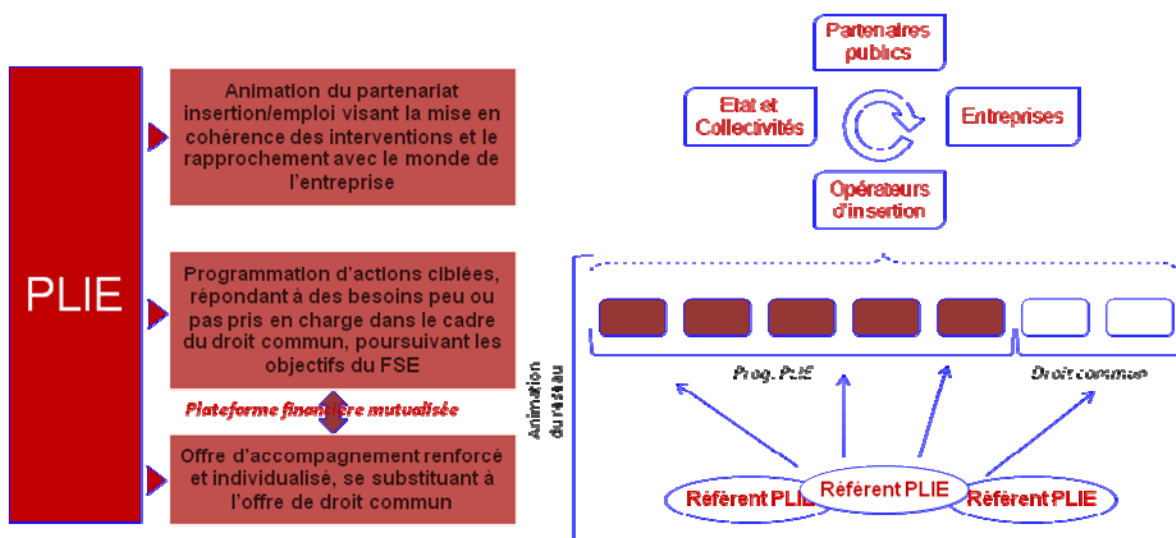 PLIE
Animation du partenariat
insertion/emploi visant la mise en
cohérence des interventions et le
rapprochement avec le monde de
l'entreprise
Programmation d'actions ciblées,
répondant à des besoins peu ou
pas pris en charge dans le cadre
du droit commun, poursuivant les
objectifs du FSE
Plateforme financière mutualisée
Offre d'accompagnement renforcé
et individualisé, se substituant à
l'offre de droit commun
Partenaires
publics
Etat et
Collectivités
Entreprises
Opérateurs
d'insertion
Animation
du réseau
Prog. PLIE
Droit commun
Référent PLIE
Référent PLIE
Référent PLIE